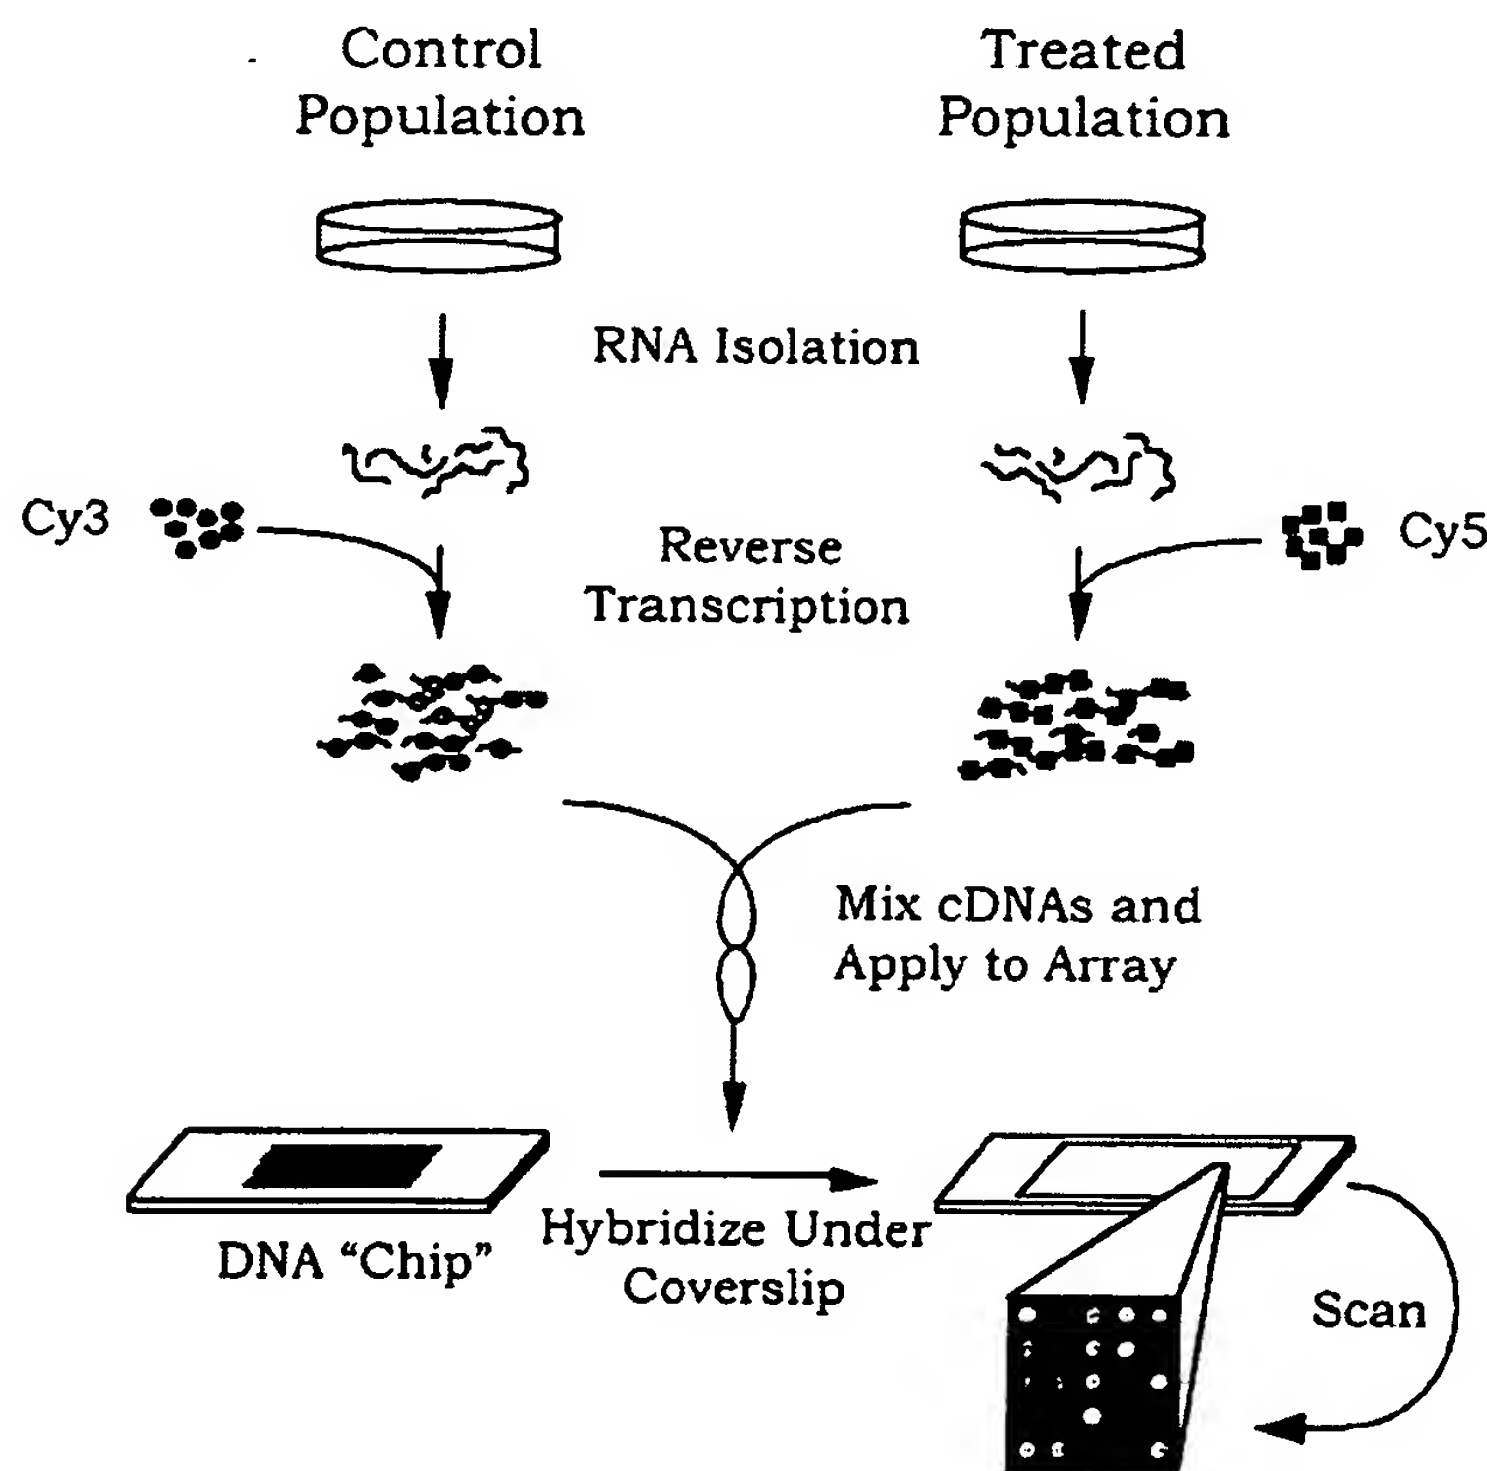 Control
Population
Treated
Population
RNA Isolation
Cy3
Reverse
Transcription
Cy5
Mix cDNAs and
Apply to Array
DNA “Chip”
Hybridize Under
Coverslip
Scan